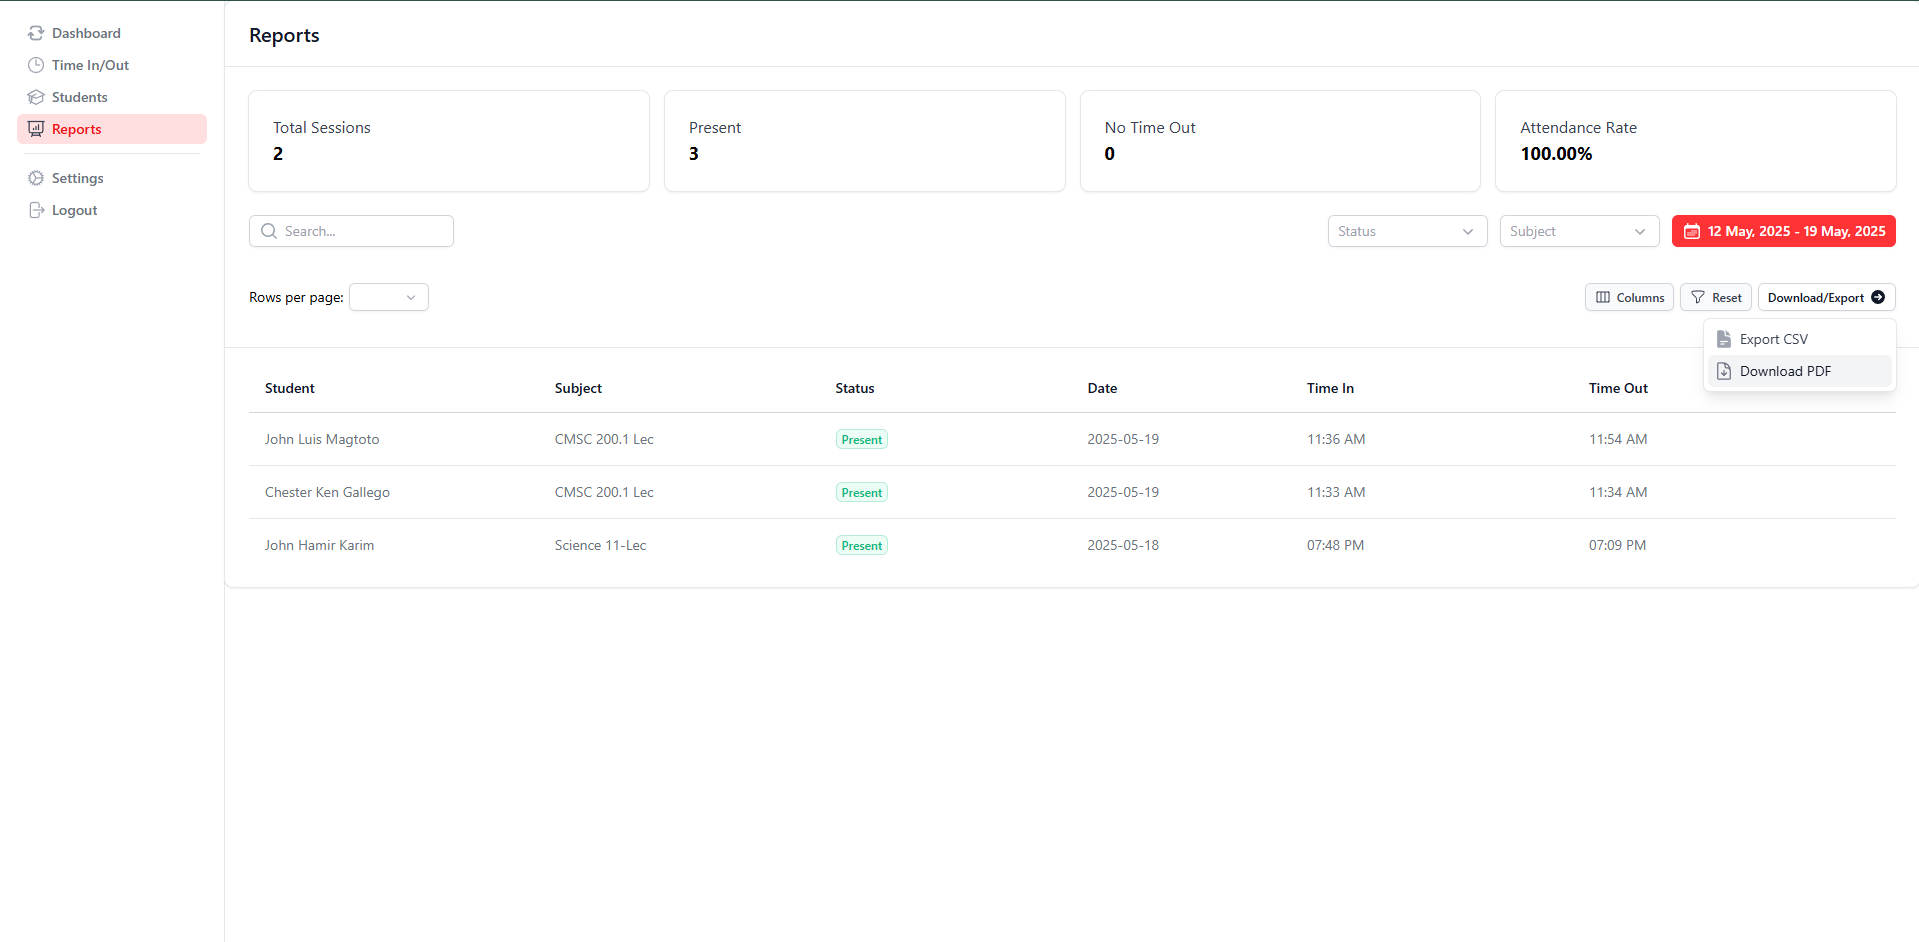 Dashboard
Time In/Out
Students
Reports
Settings
Logout
Reports
Total Sessions
2
Present
3
No Time Out
0
Attendance Rate
100.00%
Search...
Status
Subject
12 May, 2025 - 19 May, 2025
Rows per page:
Columns
Reset
Download/Export
Export CSV
Download PDF
Student Subject Status Date Time In Time Out
John Luis Magtoto CMSC 200.1 Lec Present 2025-05-19 11:36 AM 11:54 AM
Chester Ken Gallego CMSC 200.1 Lec Present 2025-05-19 11:33 AM 11:34 AM
John Hamir Karim Science 11-Lec Present 2025-05-18 07:48 PM 07:09 PM